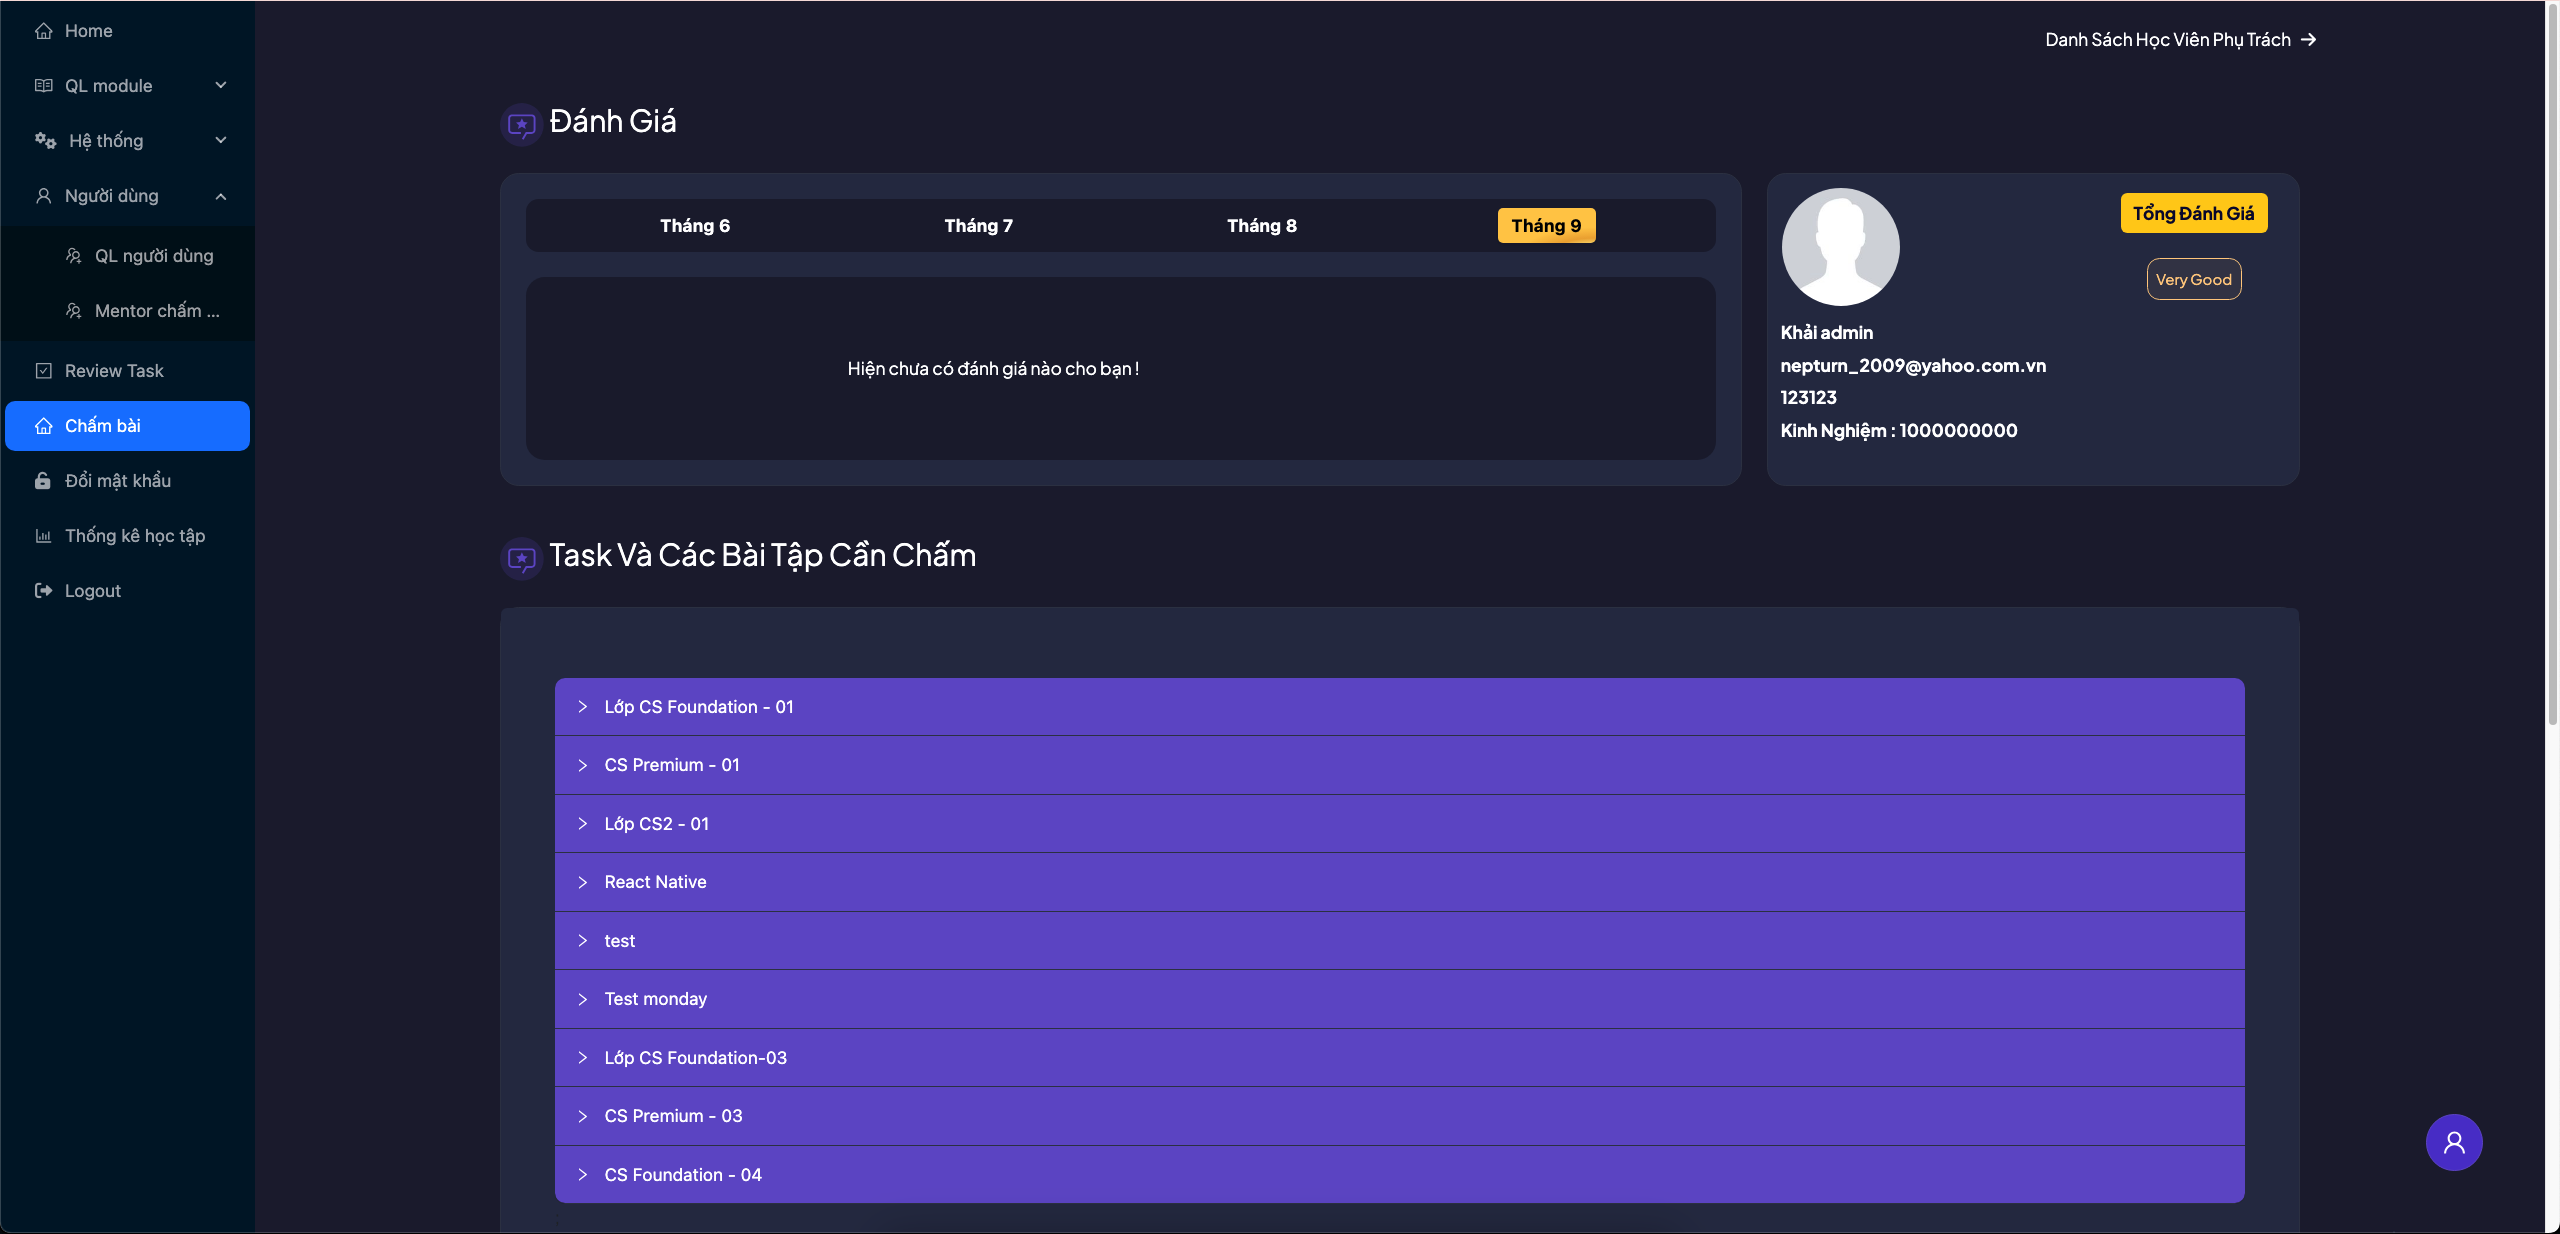 Home
QL module
Hệ thống
Người dùng
QL người dùng
Mentor chấm ...
Review Task
Chấm bài
Đổi mật khẩu
Thống kê học tập
Logout
Danh Sách Học Viên Phụ Trách
Đánh Giá
Tháng 6 Tháng 7 Tháng 8 Tháng 9
Hiện chưa có đánh giá nào cho bạn !
Tổng Đánh Giá
Very Good
Khải admin
nepturn_2009@yahoo.com.vn
123123
Kinh Nghiệm : 1000000000
Task Và Các Bài Tập Cần Chấm
Lớp CS Foundation - 01
CS Premium - 01
Lớp CS2 - 01
React Native
test
Test monday
Lớp CS Foundation-03
CS Premium - 03
CS Foundation - 04